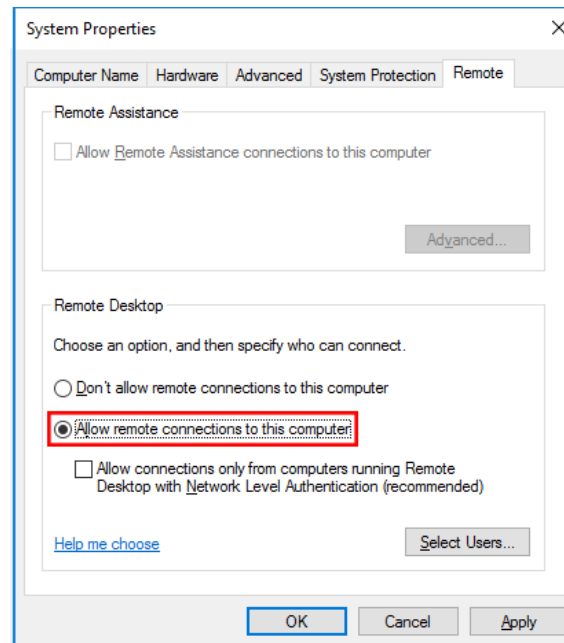 System Properties
Computer Name Hardware Advanced System Protection Remote
Remote Assistance
Allow Remote Assistance connections to this computer
Advanced...
Remote Desktop
Choose an option, and then specify who can connect.
Don't allow remote connections to this computer
Allow remote connections to this computer
Allow connections only from computers running Remote
Desktop with Network Level Authentication (recommended)
Help me choose Select Users...
OK Cancel Apply